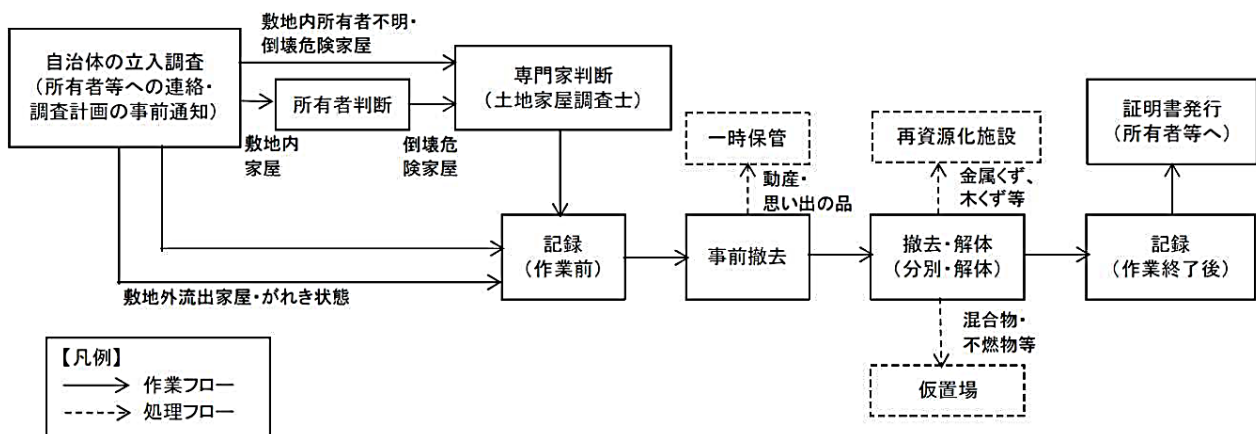 敷地内所有者不明・
倒壊危険家屋
自治体の立入調査
(所有者等への連絡・
調査計画の事前通知)
所有者判断
敷地内
家屋
倒壊危
険家屋
専門家判断
(土地家屋調査士)
一時保管
動産・
思い出の品
再資源化施設
金属くず、
木くず等
証明書発行
(所有者等へ)
記録
(作業前)
事前撤去
撤去・解体
(分別・解体)
記録
(作業終了後)
敷地外流出家屋・がれき状態
混合物・
不燃物等
仮置場
【凡例】
作業フロー
処理フロー